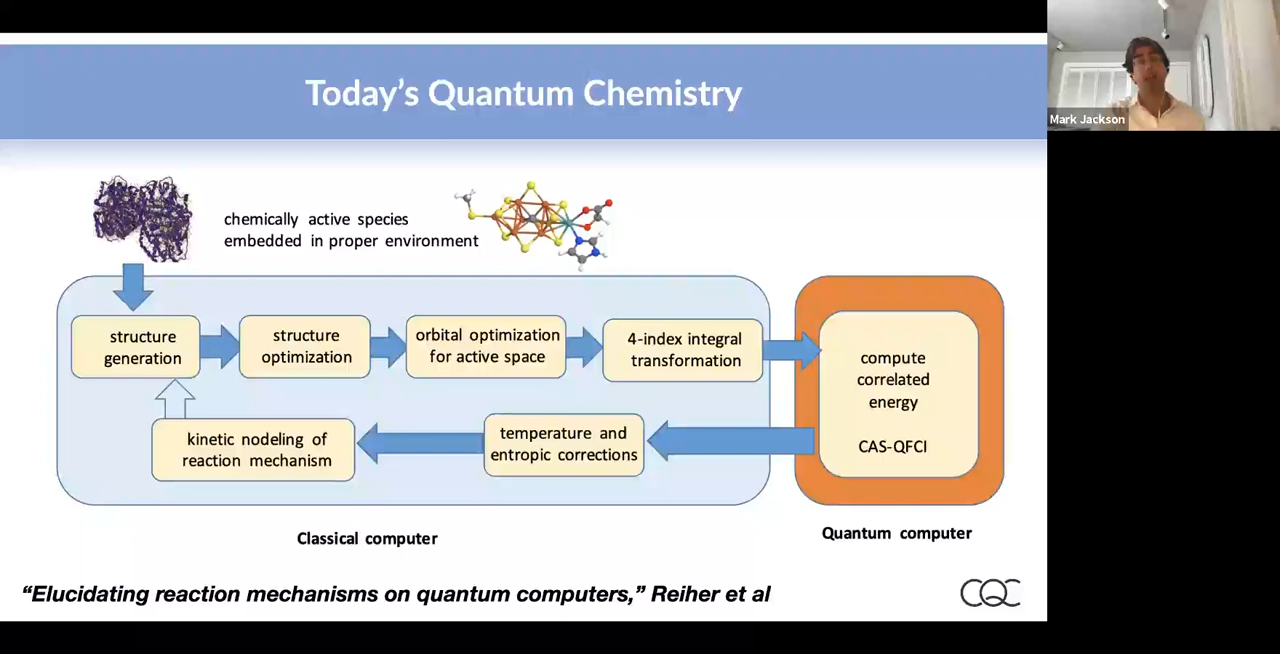 Today's Quantum Chemistry
Mark Jackson
chemically active species
embedded in proper environment
structure
generation
structure
optimization
orbital optimization
for active space
4-index integral
transformation
compute
correlated
energy
CAS-QFCI
temperature and
entropic corrections
kinetic nodeling of
reaction mechanism
Classical computer
Quantum computer
“Elucidating reaction mechanisms on quantum computers,” Reiher et al
CQC